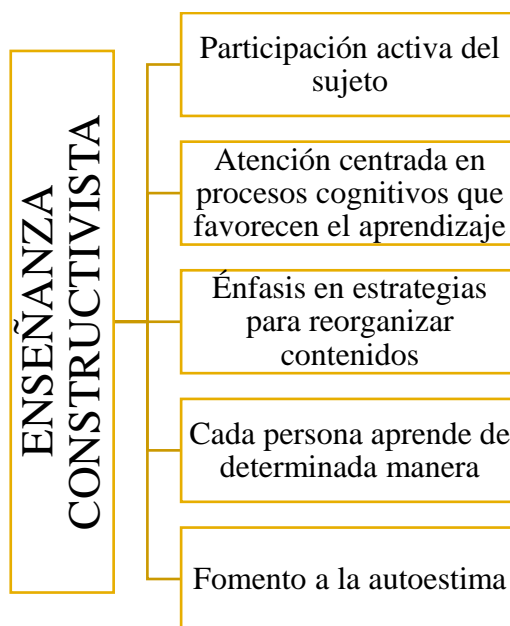 ENSEÑANZA
CONSTRUCTIVISTA
Participación activa del
sujeto
Atención centrada en
procesos cognitivos que
favorecen el aprendizaje
Énfasis en estrategias
para reorganizar
contenidos
Cada persona aprende de
determinada manera
Fomento a la autoestima